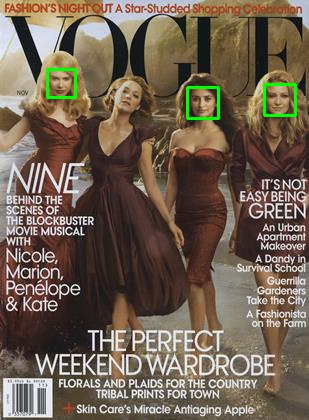 FASHION'S NIGHT OUT A Star-Studded Shopping Celebration
VOGUE
NOV
NINE
BEHIND THE
SCENES OF
THE BLOCKBUSTER
MOVIE MUSICAL
WITH
Nicole,
Marion,
Penélope
& Kate
IT'S NOT
EASY BEING
GREEN
An Urban
Apartment
Makeover
A Dandy in
Survival School
Guerrilla
Gardeners
Take the City
A Fashionista
on the Farm
THE PERFECT
WEEKEND WARDROBE
FLORALS AND PLAIDS FOR THE COUNTRY
TRIBAL PRINTS FOR TOWN
+ Skin Care's Miracle Antiaging Apple